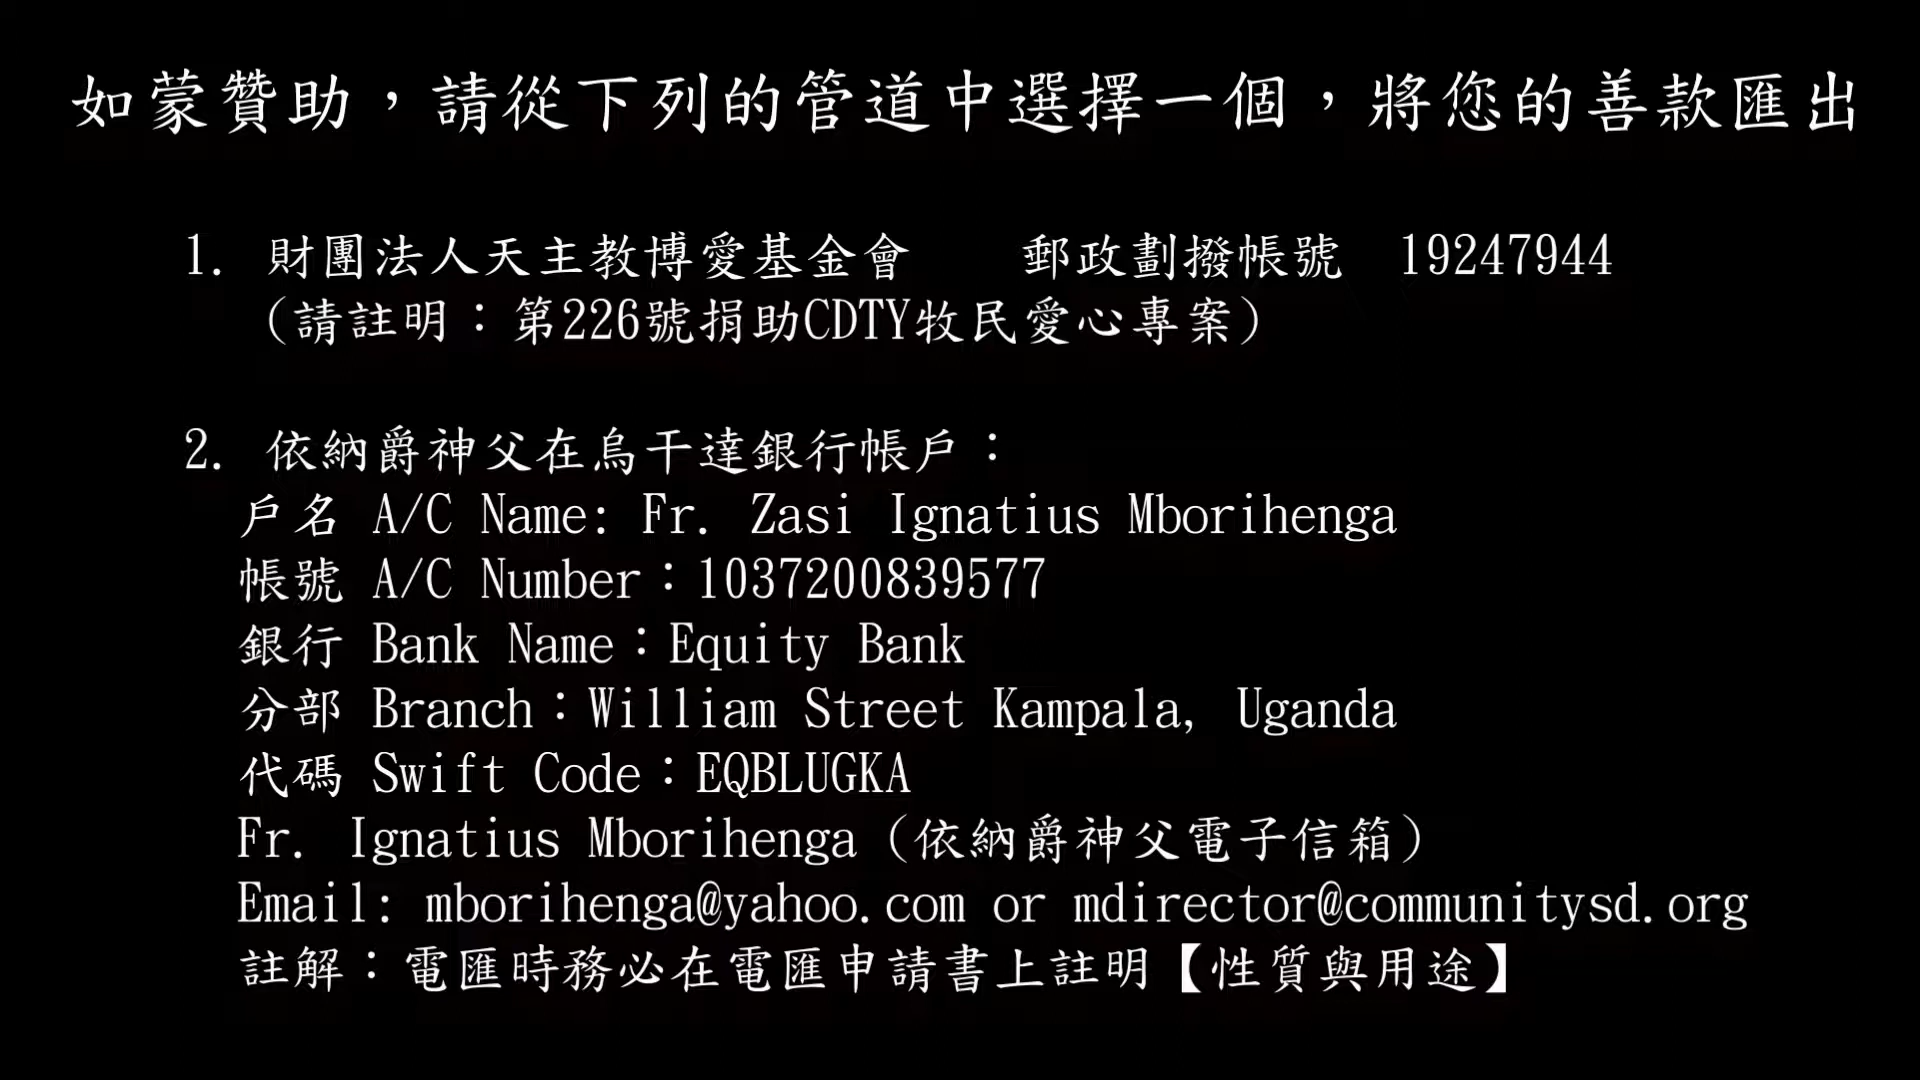 如蒙贊助，請從下列的管道中選擇一個，將您的善款匯出
1. 財團法人天主教博愛基金會　　郵政劃撥帳號　19247944
(請註明：第226號捐助CDTY牧民愛心專案)
2. 依納爵神父在烏干達銀行帳戶：
戶名 A/C Name: Fr. Zasi Ignatius Mborihenga
帳號 A/C Number：1037200839577
銀行 Bank Name：Equity Bank
分部 Branch：William Street Kampala, Uganda
代碼 Swift Code：EQBLUGKA
Fr. Ignatius Mborihenga (依納爵神父電子信箱)
Email: mborihenga@yahoo.com or mdirector@communitysd.org
註解：電匯時務必在電匯申請書上註明【性質與用途】